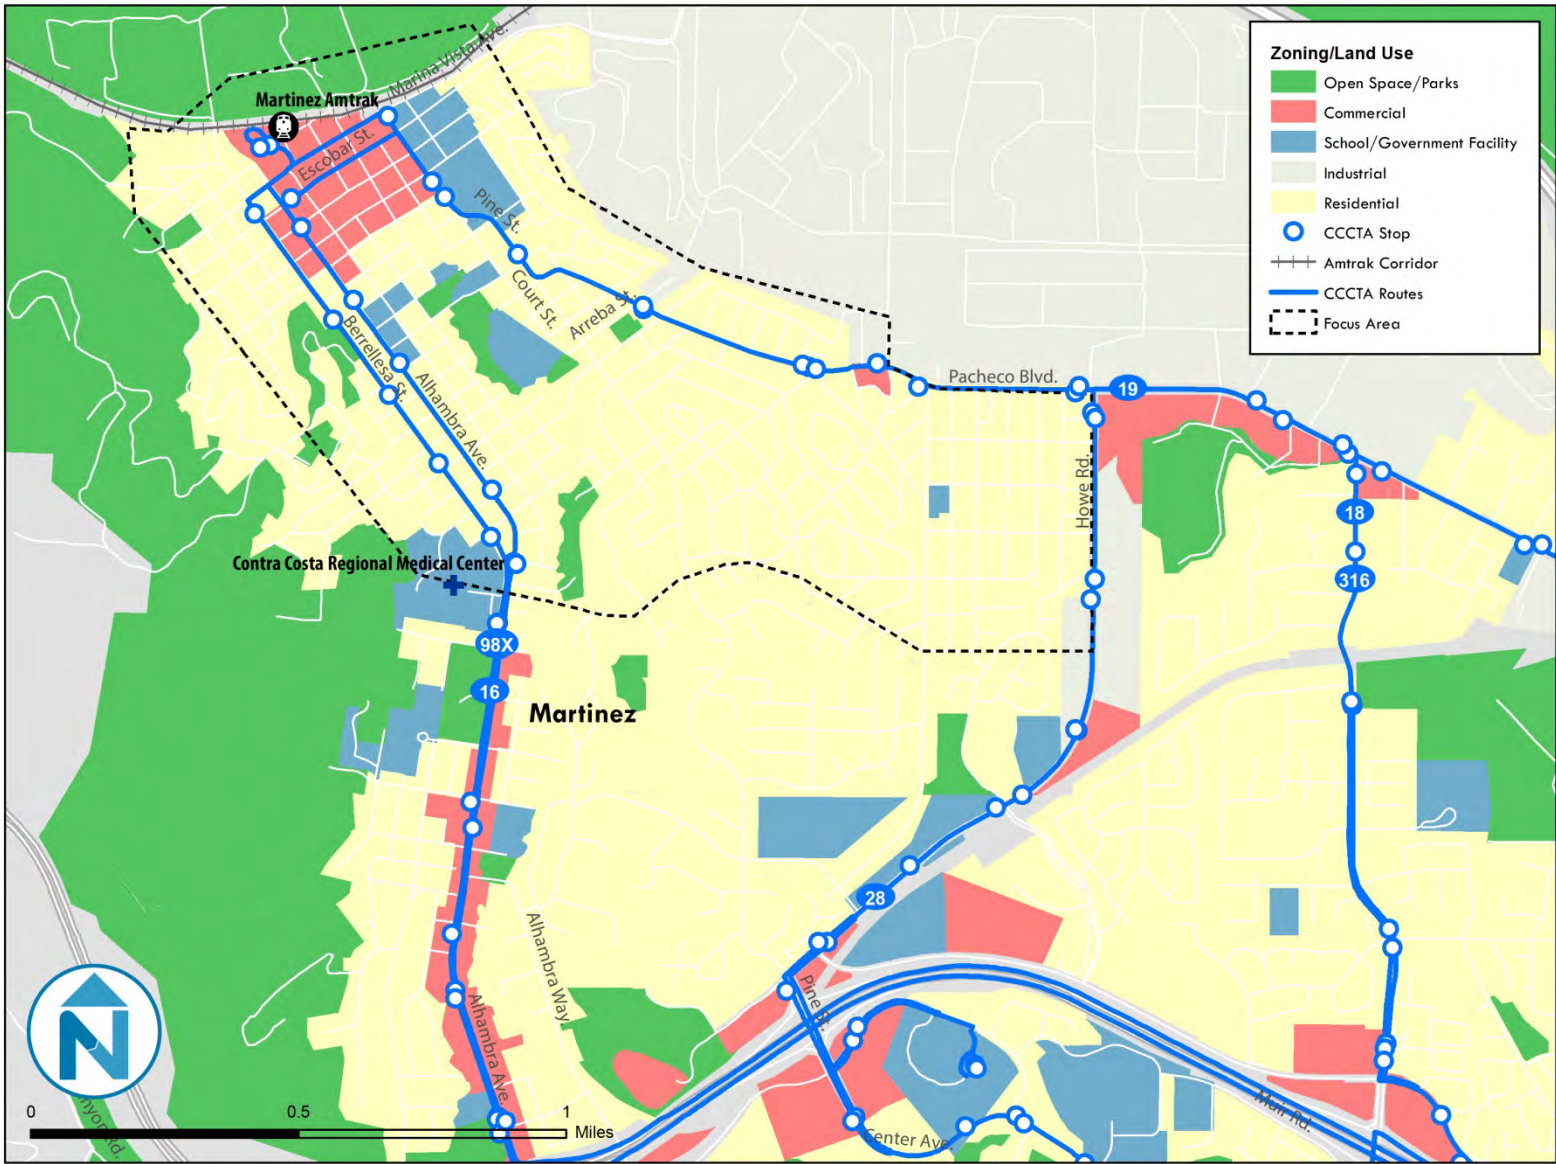 Zoning/Land Use
Open Space/Parks
Commercial
School/Government Facility
Industrial
Residential
CCCTA Stop
Amtrak Corridor
CCCTA Routes
Focus Area
Marina Vista Ave.
Martinez Amtrak
Escobar St.
Pine St.
Court St.
Arreba St.
Berrellesa St.
Alhambra Ave.
Pacheco Blvd.
19
Howe Rd.
18
316
Contra Costa Regional Medical Center
98X
16
Martinez
28
Alhambra Way
Alhambra Ave.
Pine St.
Center Ave.
Muir Rd.
N
0 0.5 1
Miles
nyon Rd.